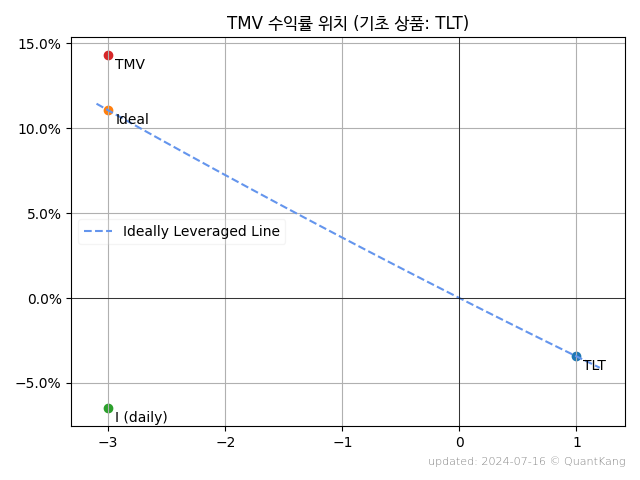 TMV 수익률 위치 (기초 상품: TLT)
15.0%
TMV
Ideal
10.0%
5.0%
Ideally Leveraged Line
0.0%
TLT
−5.0%
I (daily)
−3 −2 −1 0 1
updated: 2024-07-16 © QuantKang